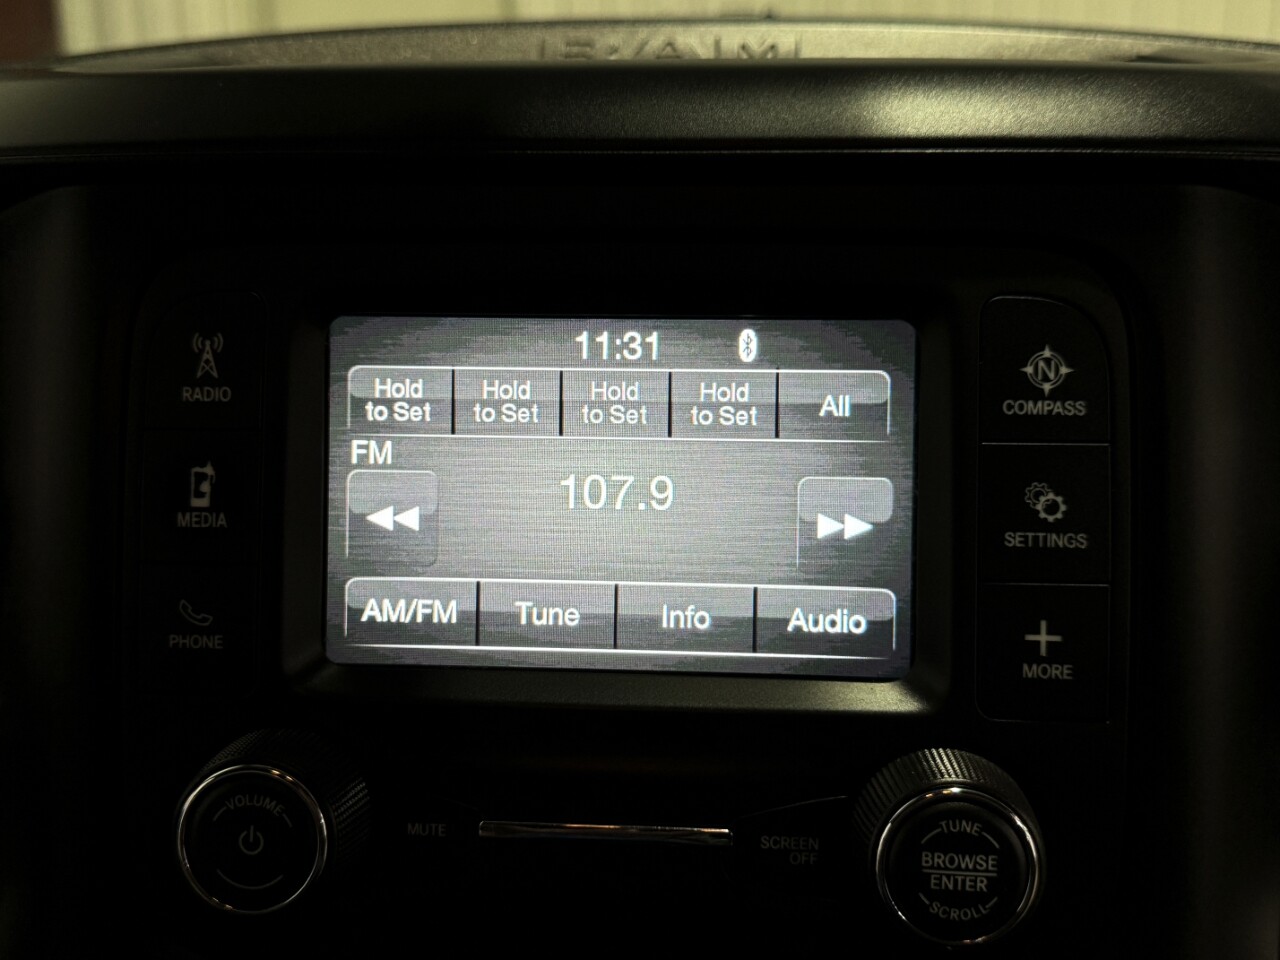 RAM
11:31
Hold to Set
Hold to Set
Hold to Set
Hold to Set
All
FM
107.9
AM/FM
Tune
Info
Audio
RADIO
MEDIA
PHONE
N
COMPASS
SETTINGS
MORE
VOLUME
MUTE
SCREEN
OFF
TUNE
BROWSE
ENTER
SCROLL